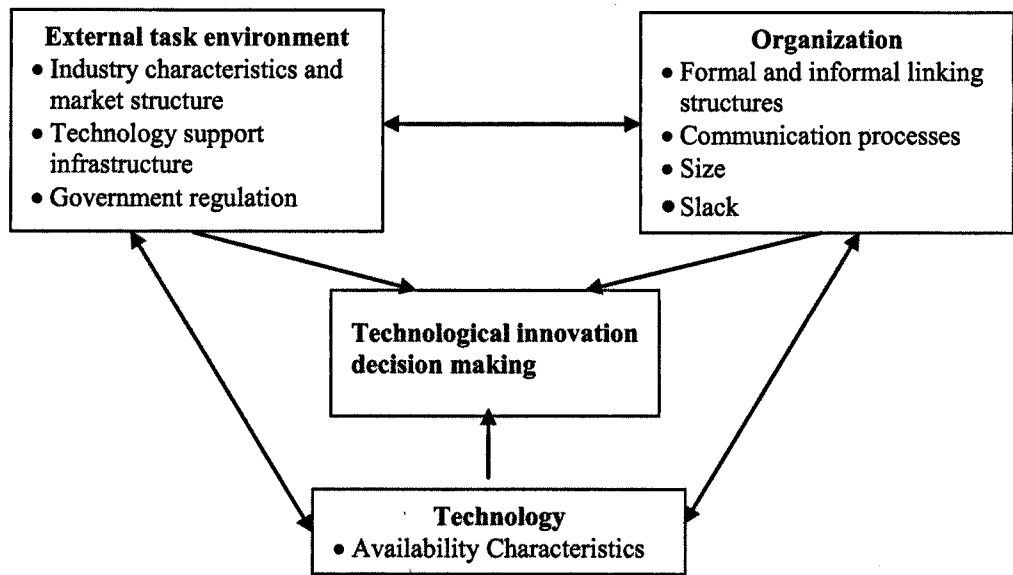 External task environment
• Industry characteristics and
market structure
• Technology support
infrastructure
• Government regulation
Organization
• Formal and informal linking
structures
• Communication processes
• Size
• Slack
Technological innovation
decision making
Technology
• Availability Characteristics